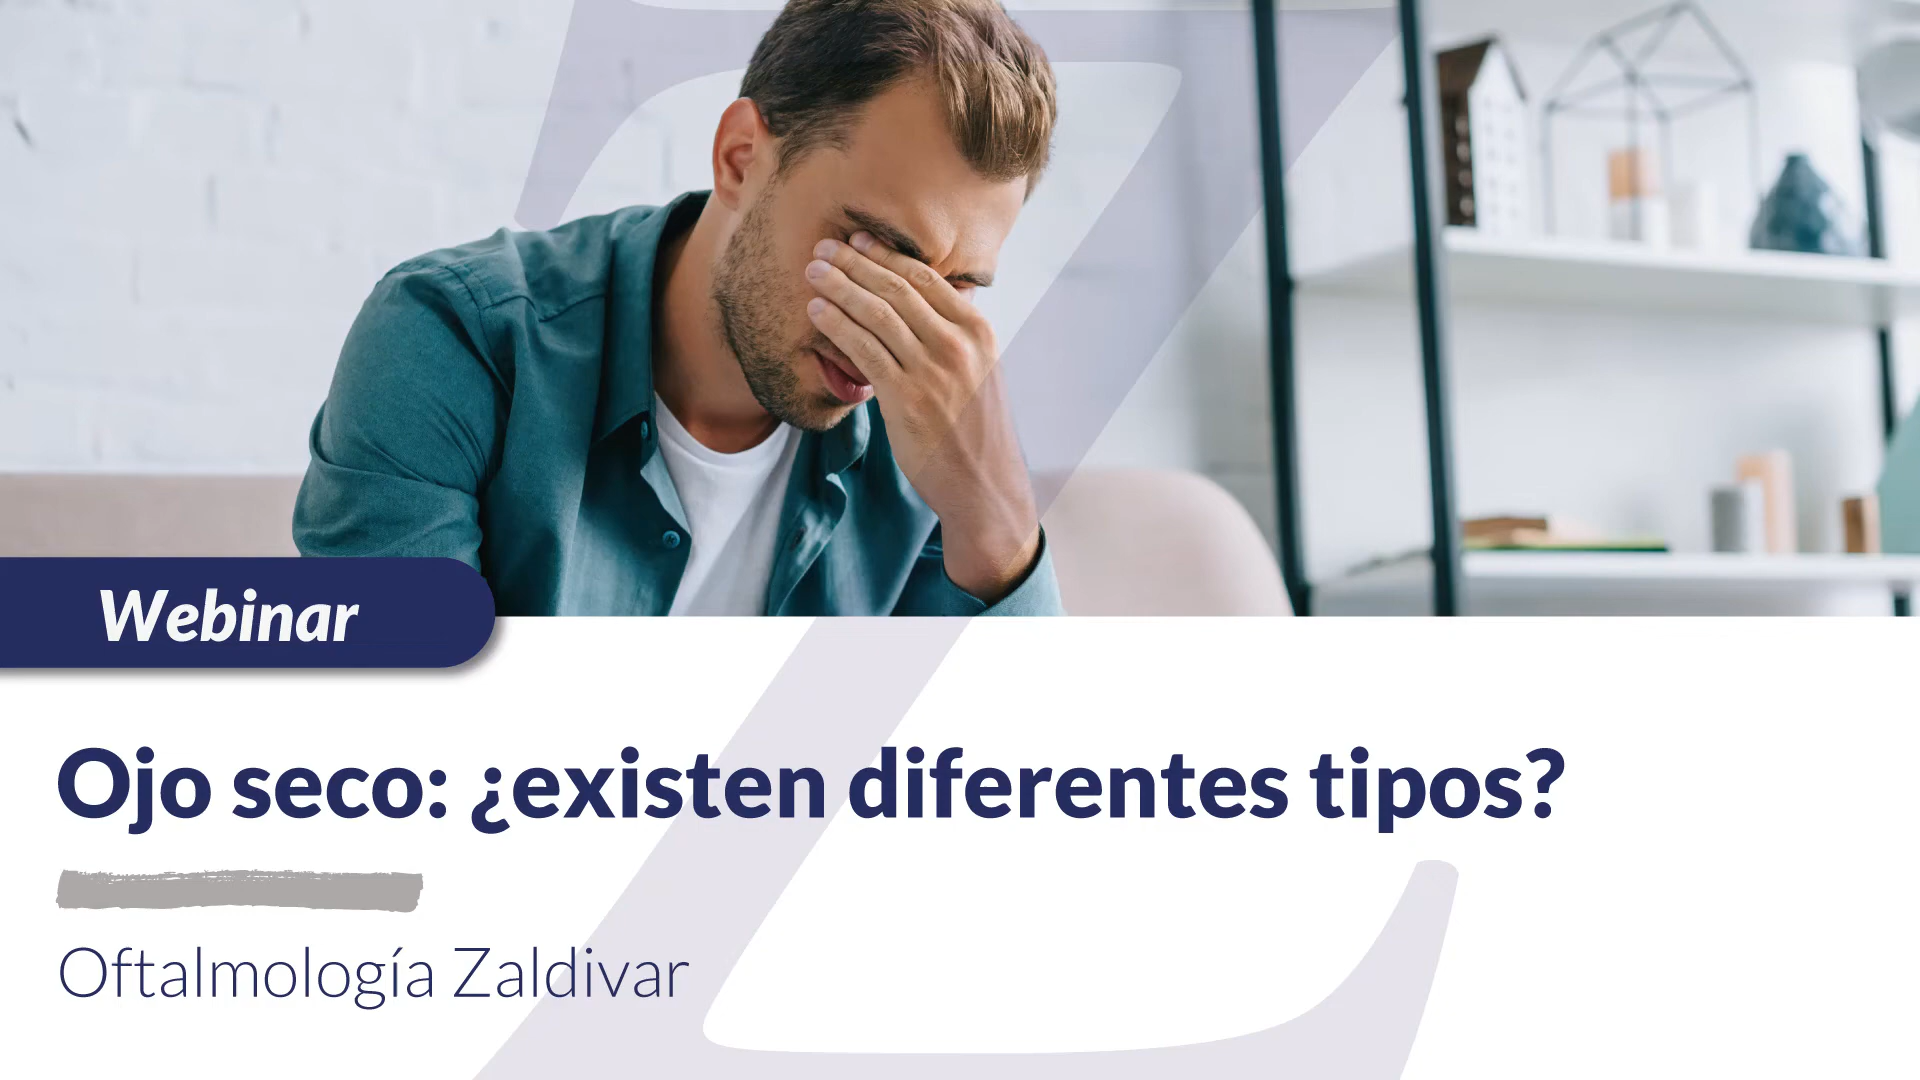 Webinar
Ojo seco: ¿existen diferentes tipos?
Oftalmología Zaldivar